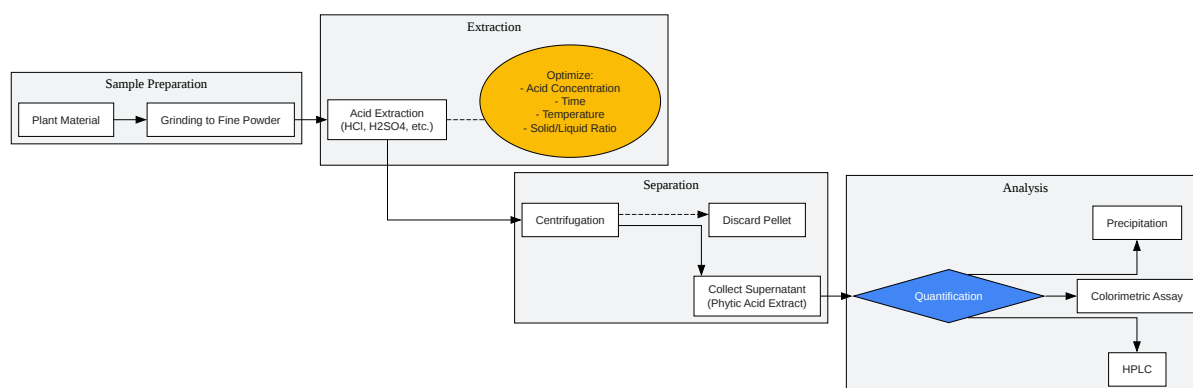 Sample Preparation
Plant Material
Grinding to Fine Powder
Extraction
Acid Extraction
(HCl, H2SO4, etc.)
Optimize:
- Acid Concentration
- Time
- Temperature
- Solid/Liquid Ratio
Separation
Centrifugation
Discard Pellet
Collect Supernatant
(Phytic Acid Extract)
Analysis
Quantification
Precipitation
Colorimetric Assay
HPLC